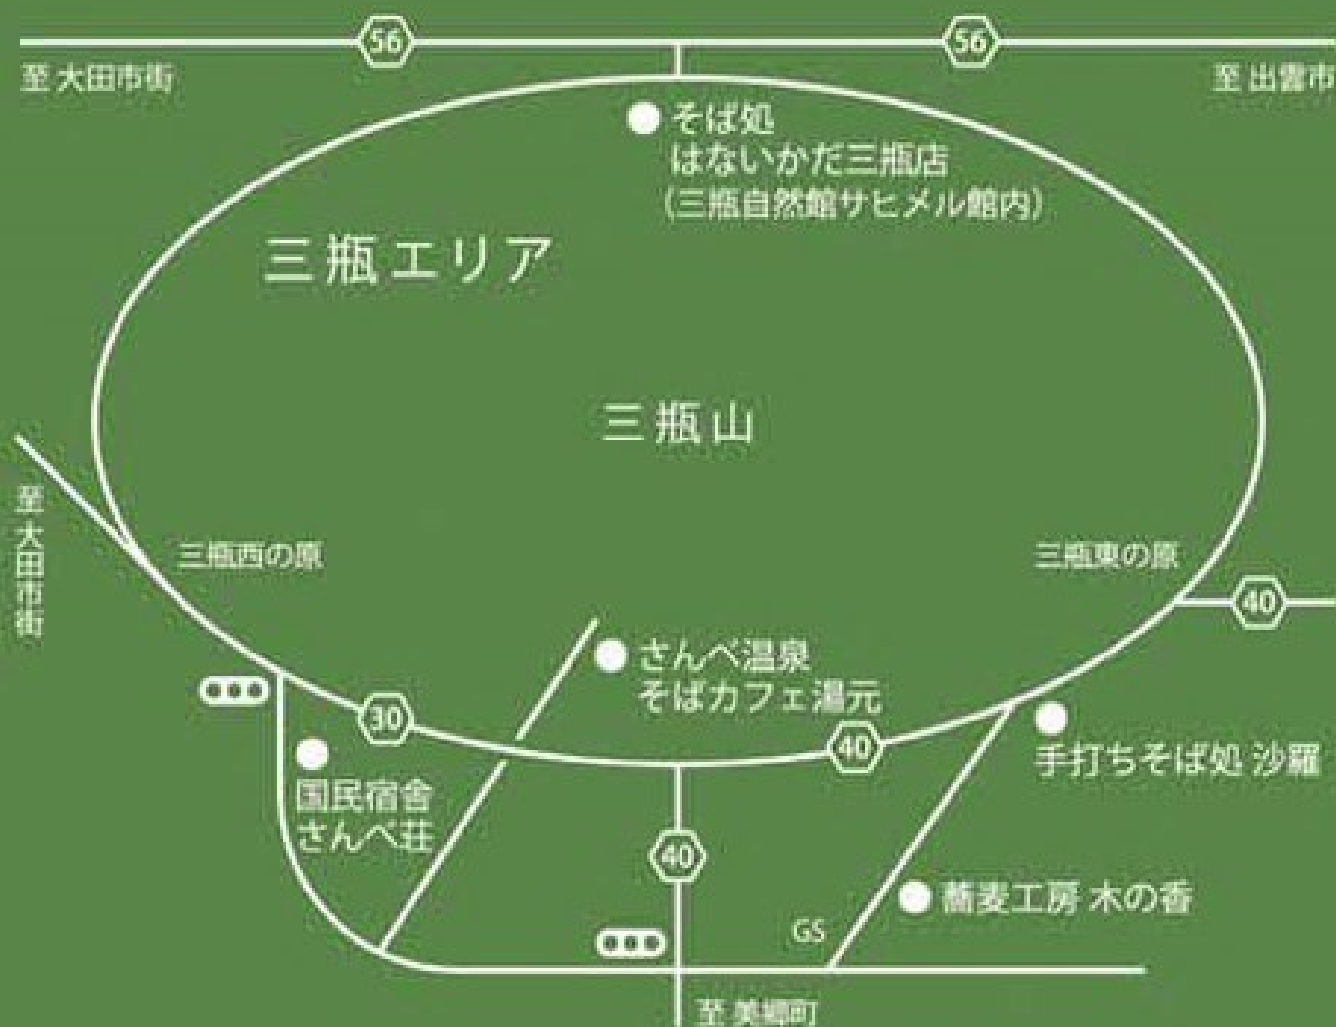 56
56
至 大田市街
至 出雲市
そば処
はないかだ三瓶店
（三瓶自然館サヒメル館内）
三瓶エリア
三瓶山
至 大田市街
三瓶西の原
三瓶東の原
40
さんべ温泉
そばカフェ湯元
30
40
手打ちそば処 沙羅
国民宿舎
さんべ荘
40
蕎麦工房 木の香
GS
至 美郷町